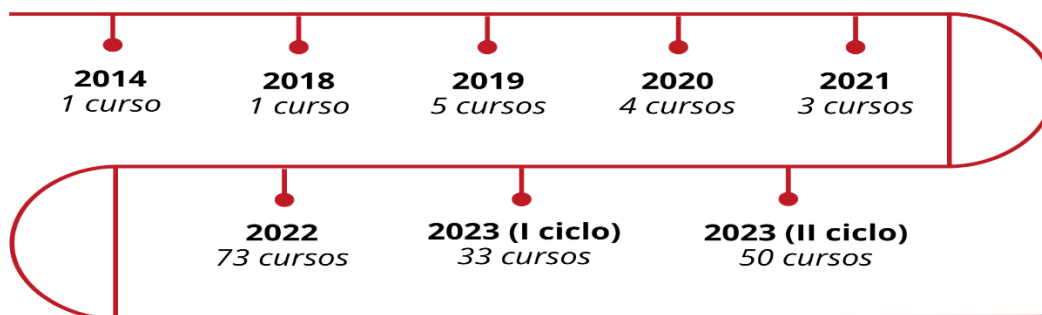 2014
1 curso
2018
1 curso
2019
5 cursos
2020
4 cursos
2021
3 cursos
2022
73 cursos
2023 (I ciclo)
33 cursos
2023 (II ciclo)
50 cursos